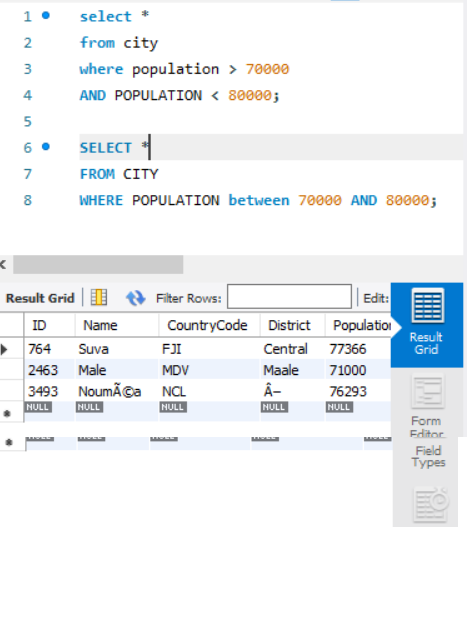 1 select *
2 from city
3 where population > 70000
4 AND POPULATION < 80000;
5
6 SELECT *
7 FROM CITY
8 WHERE POPULATION between 70000 AND 80000;
Result Grid Filter Rows: Edit:
ID Name CountryCode District Population
764 Suva FJI Central 77366
2463 Male MDV Maale 71000
3493 NoumÃ©a NCL Â– 76293
NULL NULL NULL NULL NULL
Result
Grid
Form
Editor
Field
Types